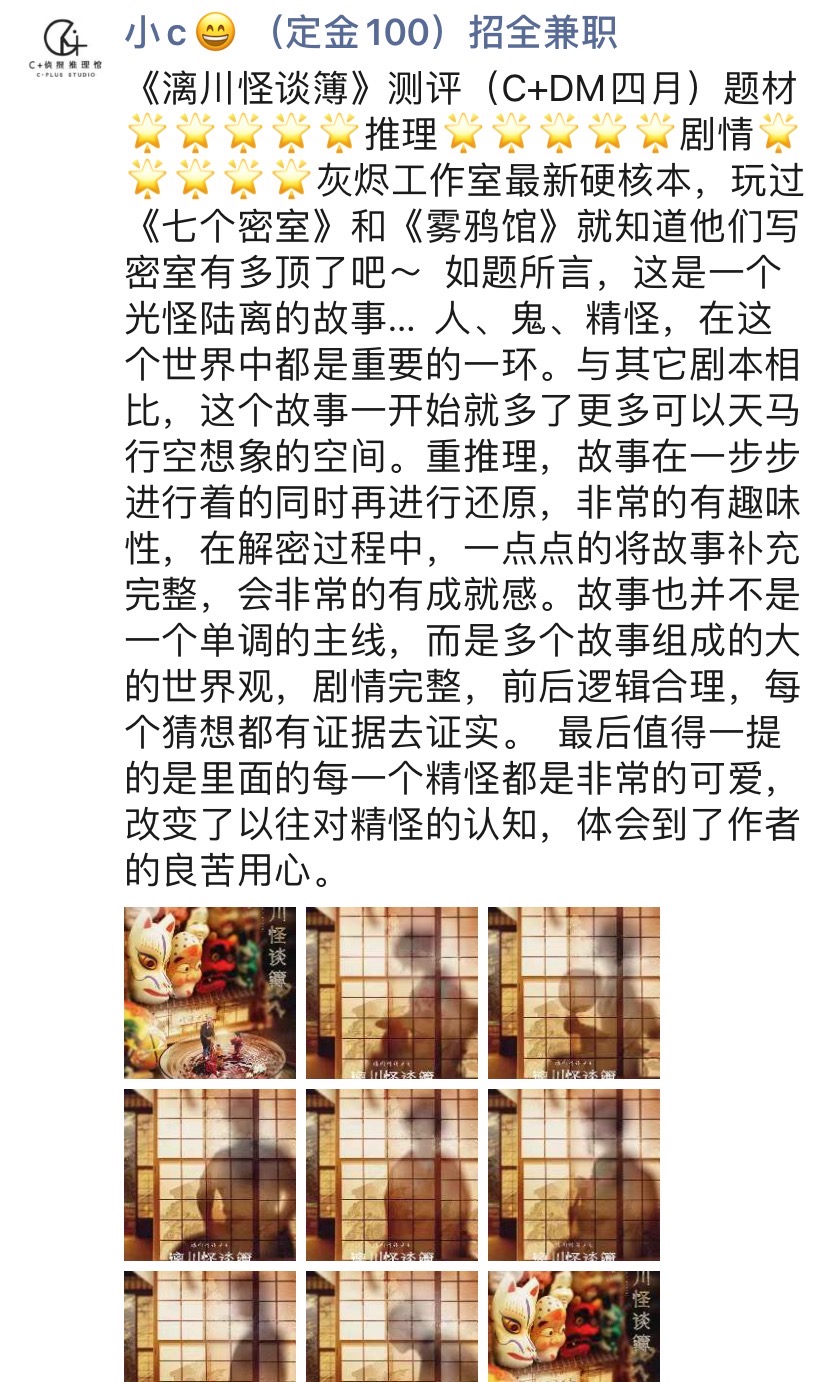 C+侦探推理馆
C-PLUS STUDIO
小c😄（定金100）招全兼职
《漓川怪谈簿》测评（C+DM四月）题材
🌟🌟🌟🌟🌟推理🌟🌟🌟🌟🌟剧情🌟
🌟🌟🌟🌟灰烬工作室最新硬核本，玩过
《七个密室》和《雾鸦馆》就知道他们写
密室有多顶了吧～ 如题所言，这是一个
光怪陆离的故事... 人、鬼、精怪，在这
个世界中都是重要的一环。与其它剧本相
比，这个故事一开始就多了更多可以天马
行空想象的空间。重推理，故事在一步步
进行着的同时再进行还原，非常的有趣味
性，在解密过程中，一点点的将故事补充
完整，会非常的有成就感。故事也并不是
一个单调的主线，而是多个故事组成的大
的世界观，剧情完整，前后逻辑合理，每
个猜想都有证据去证实。 最后值得一提
的是里面的每一个精怪都是非常的可爱，
改变了以往对精怪的认知，体会到了作者
的良苦用心。
川怪谈簿
漓川怪谈簿
漓川怪谈簿
漓川怪谈簿
漓川怪谈簿
漓川怪谈簿
川怪谈簿